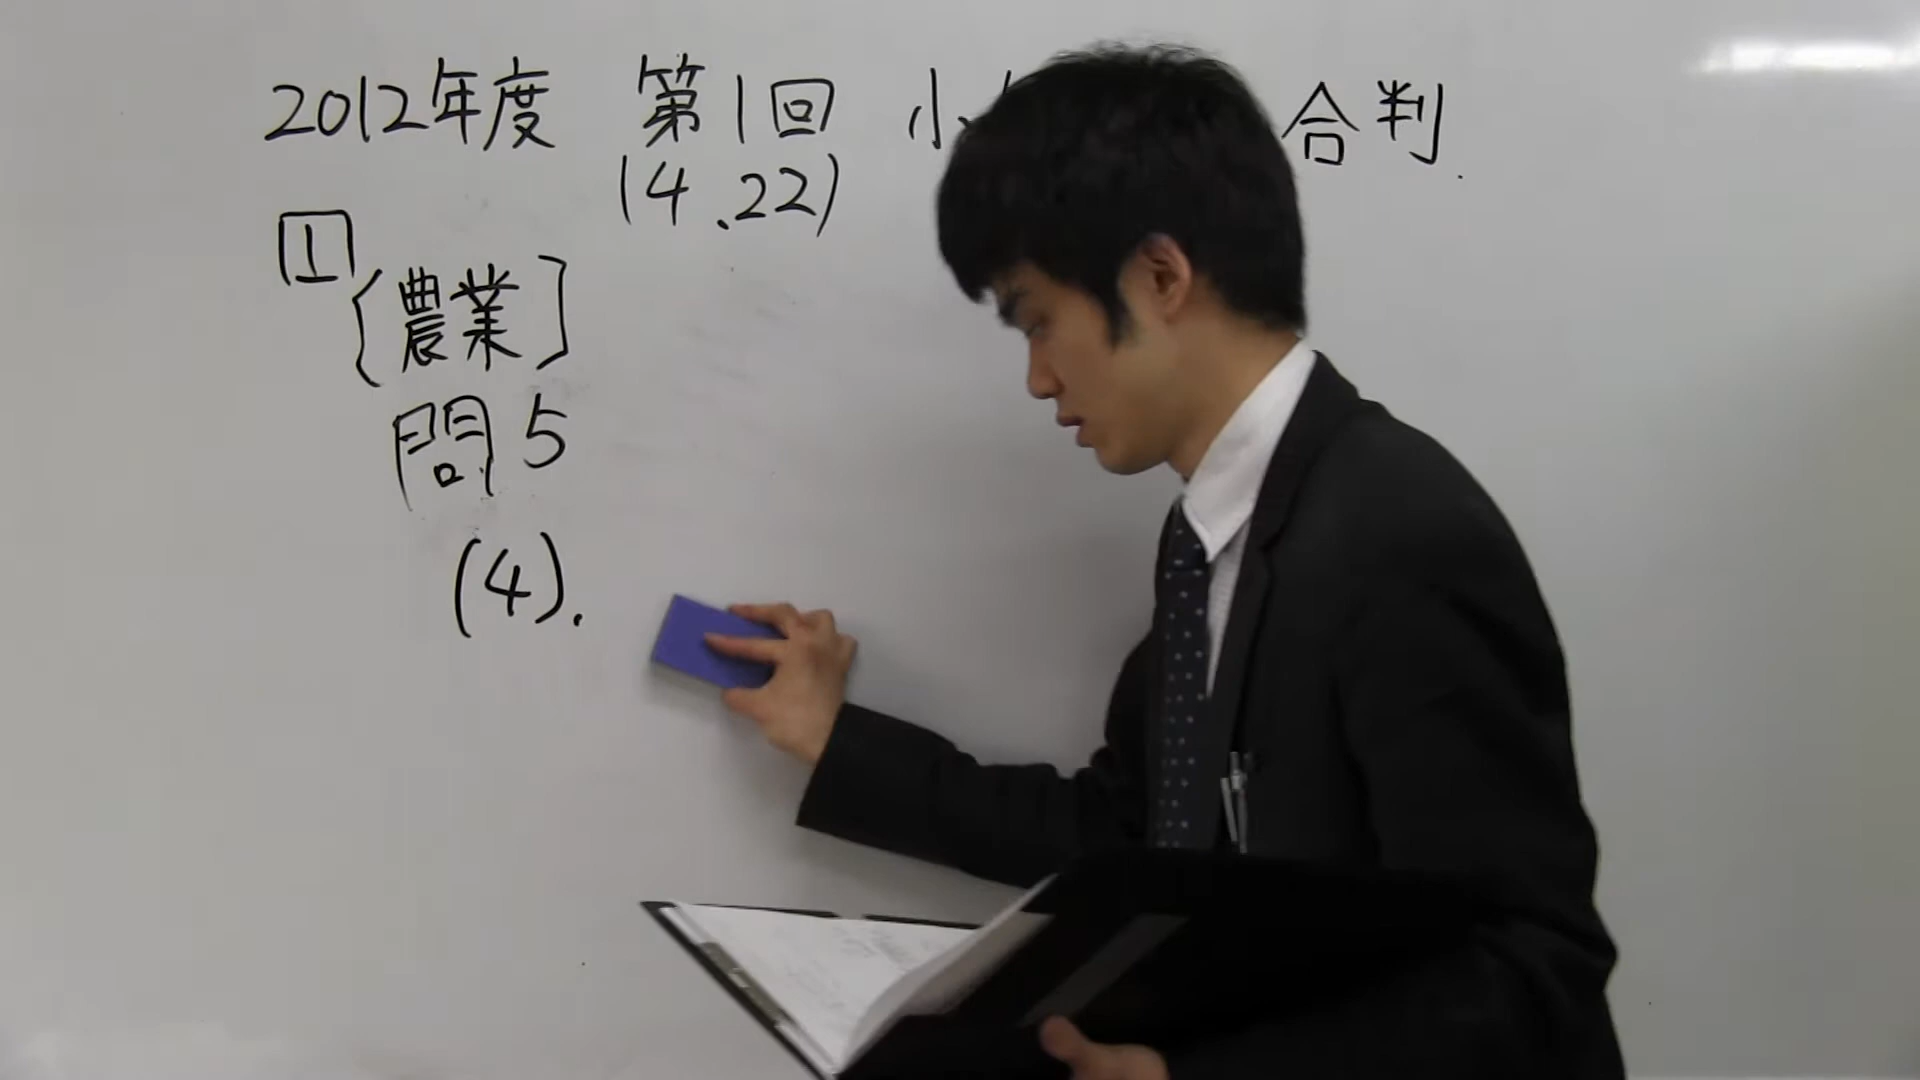 2012年度 第1回 小 合判
(4.22)
1
〔農業〕
問5
(4).